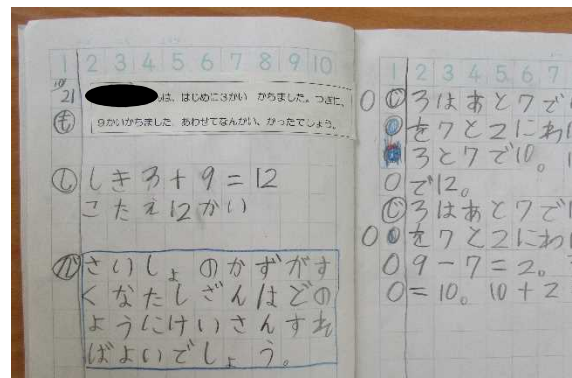 1 2 3 4 5 6 7 8 9 10
10
21 は、はじめに3かい かちました。つぎに、
も 9かいかちました。あわせてなんかい、かったでしょう。
し しき 3+9=12
こたえ12かい
が さいしょのかずがす
くなたしざんはどの
ようにけいさんすれ
ばよいでしょう。
1 2 3 4 5 6 7
3はあと7で
を7と2にわ
3と7で10。
で12。
3はあと7で
を7と2にわ
9-7=2。
=10。10+2